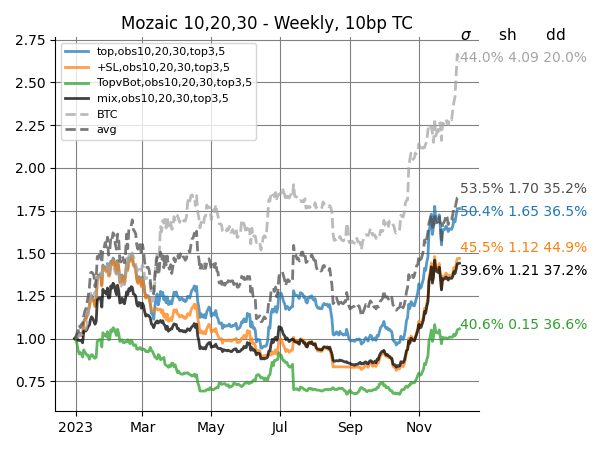 Mozaic 10,20,30 - Weekly, 10bp TC
σ sh dd
top,obs10,20,30,top3,5
+SL,obs10,20,30,top3,5
TopvBot,obs10,20,30,top3,5
mix,obs10,20,30,top3,5
BTC
avg
44.0% 4.09 20.0%
53.5% 1.70 35.2%
50.4% 1.65 36.5%
45.5% 1.12 44.9%
39.6% 1.21 37.2%
40.6% 0.15 36.6%
2.75
2.50
2.25
2.00
1.75
1.50
1.25
1.00
0.75
2023 Mar May Jul Sep Nov